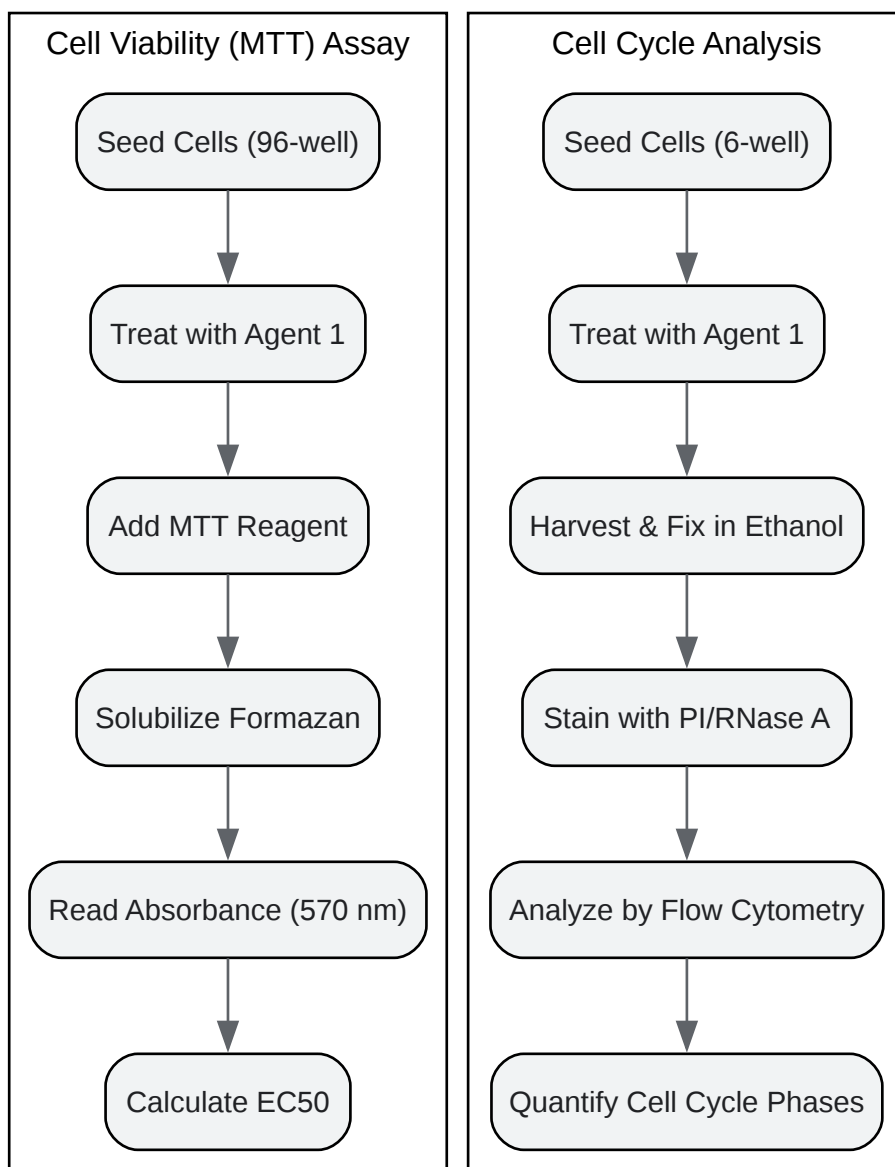 Cell Viability (MTT) Assay
Seed Cells (96-well)
Treat with Agent 1
Add MTT Reagent
Solubilize Formazan
Read Absorbance (570 nm)
Calculate EC50
Cell Cycle Analysis
Seed Cells (6-well)
Treat with Agent 1
Harvest & Fix in Ethanol
Stain with PI/RNase A
Analyze by Flow Cytometry
Quantify Cell Cycle Phases